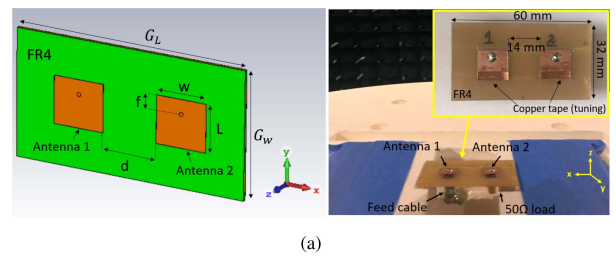 G_L
FR4
w
f
L
G_w
Antenna 1
d
Antenna 2
y
z
x
60 mm
1 2
14 mm
32 mm
FR4
Copper tape (tuning)
Antenna 1
Antenna 2
z
x
y
Feed cable
50Ω load
(a)